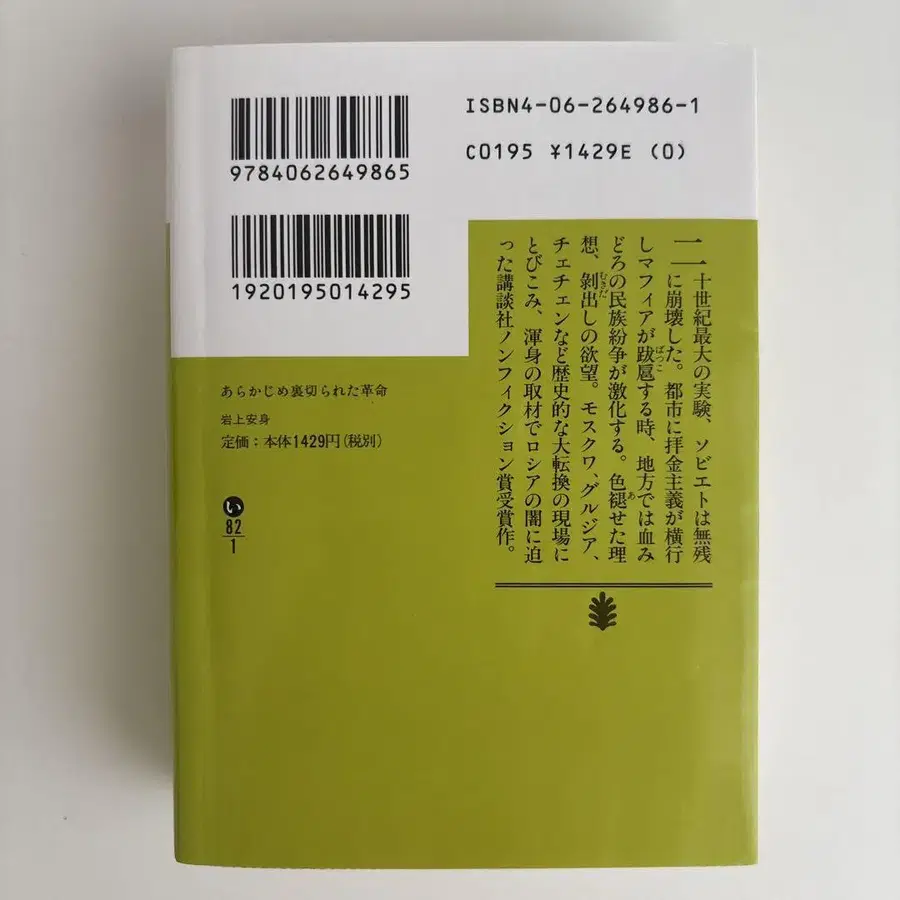 9784062649865
ISBN4-06-264986-1
C0195 ¥1429E (0)
1920195014295
二十世紀最大の実験、ソビエトは無残
に崩壊した。都市に拝金主義が横行
しマフィアが跋扈する時、地方では血み
ばっこ
どろの民族紛争が激化する。色褪せた理
あ
想、剥出しの欲望。モスクワ、グルジア、
むきだ
チェチェンなど歴史的な大転換の現場に
とびこみ、渾身の取材でロシアの闇に迫
った講談社ノンフィクション賞受賞作。
あらかじめ裏切られた革命
岩上安身
定価：本体1429円(税別)
い
82
1